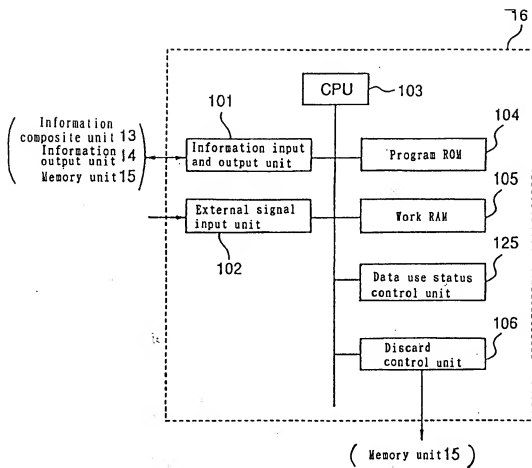 16
CPU
103
101
Information
composite unit 13
Information
output unit 14
Memory unit 15
Information input
and output unit
104
Program ROM
105
External signal
input unit
102
Work RAM
125
Data use status
control unit
106
Discard
control unit
(Memory unit 15)